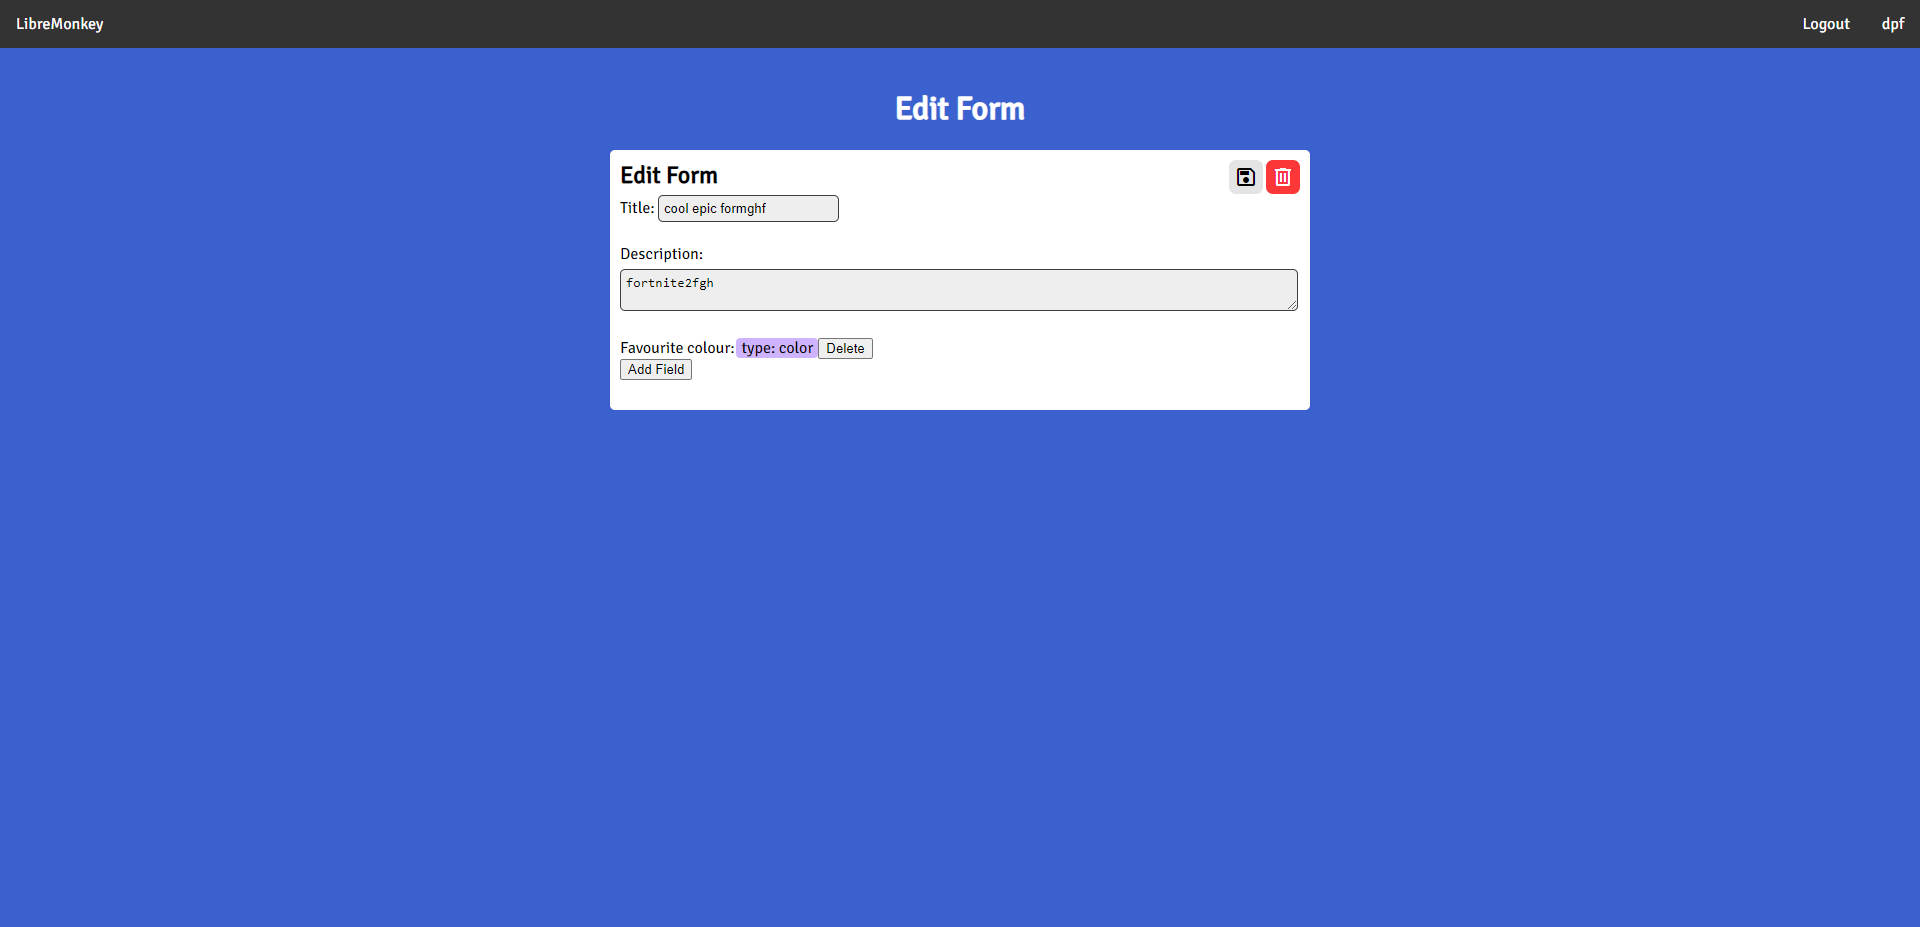 LibreMonkey Logout dpf
Edit Form
Edit Form
Title: cool epic formghf
Description:
fortnite2fgh
Favourite colour: type: color Delete
Add Field